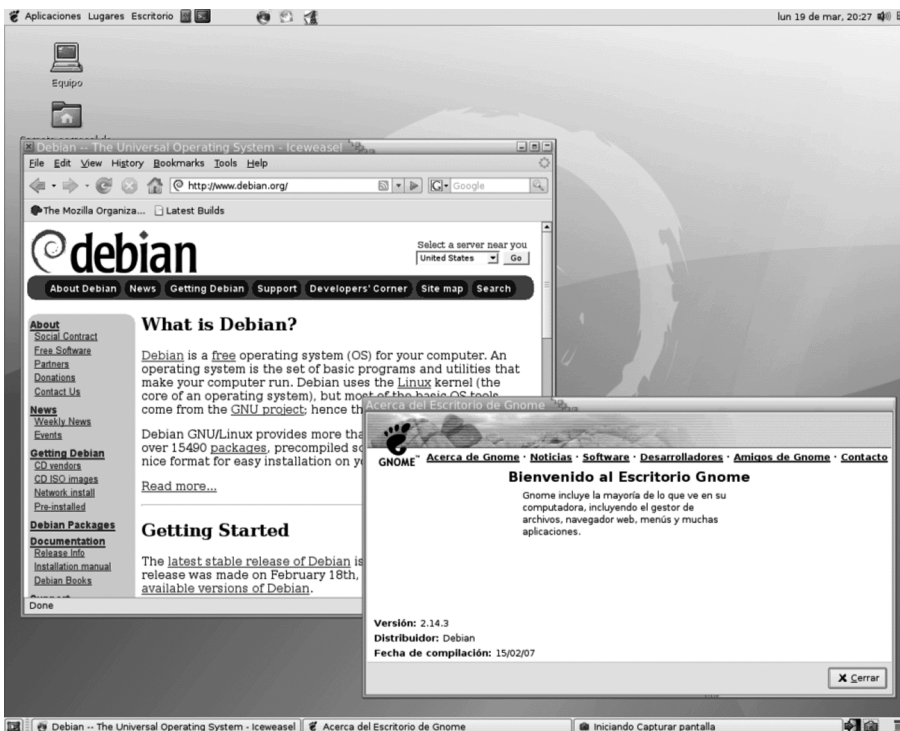 Aplicaciones Lugares Escritorio
lun 19 de mar, 20:27
Equipo
Debian -- The Universal Operating System - Iceweasel
File Edit View History Bookmarks Tools Help
http://www.debian.org/
Google
The Mozilla Organiza... Latest Builds
debian
Select a server near you
United States Go
About Debian News Getting Debian Support Developers' Corner Site map Search
About
Social Contract
Free Software
Partners
Donations
Contact Us
News
Weekly News
Events
Getting Debian
CD vendors
CD ISO images
Network install
Pre-installed
Debian Packages
Documentation
Release Info
Installation manual
Debian Books
What is Debian?
Debian is a free operating system (OS) for your computer. An
operating system is the set of basic programs and utilities that
make your computer run. Debian uses the Linux kernel (the
core of an operating system), but most of the basic OS tools
come from the GNU project; hence th
Debian GNU/Linux provides more tha
over 15490 packages, precompiled so
nice format for easy installation on yo
Read more...
Getting Started
The latest stable release of Debian is
release was made on February 18th,
available versions of Debian.
Done
Acerca del Escritorio de Gnome
GNOME™
Acerca de Gnome · Noticias · Software · Desarrolladores · Amigos de Gnome · Contacto
Bienvenido al Escritorio Gnome
Gnome incluye la mayoría de lo que ve en su
computadora, incluyendo el gestor de
archivos, navegador web, menús y muchas
aplicaciones.
Versión: 2.14.3
Distribuidor: Debian
Fecha de compilación: 15/02/07
Cerrar
Debian -- The Universal Operating System - Iceweasel
Acerca del Escritorio de Gnome
Iniciando Capturar pantalla